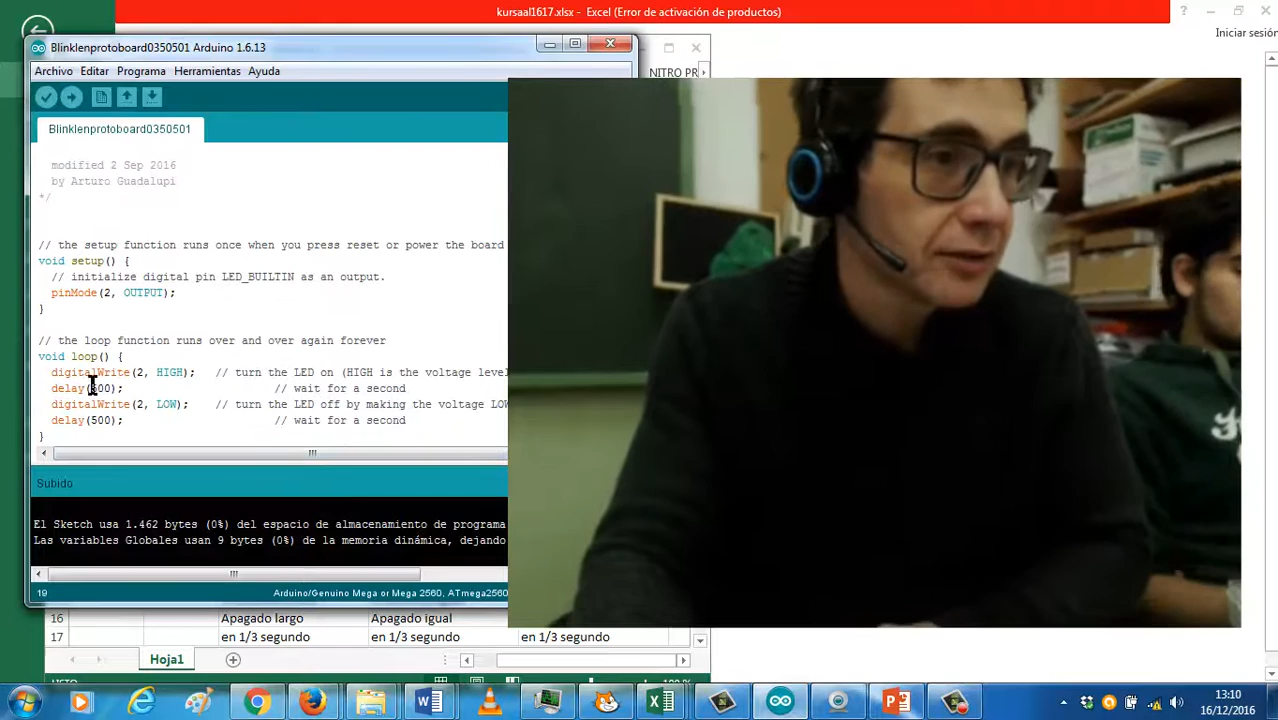 kursaal1617.xlsx - Excel (Error de activación de productos)
Iniciar sesión
Blinklenprotoboard0350501 Arduino 1.6.13
Archivo Editar Programa Herramientas Ayuda
NITRO PR
Blinklenprotoboard0350501
modified 2 Sep 2016
by Arturo Guadalupi
*/
// the setup function runs once when you press reset or power the board
void setup() {
// initialize digital pin LED_BUILTIN as an output.
pinMode(2, OUTPUT);
}
// the loop function runs over and over again forever
void loop() {
digitalWrite(2, HIGH); // turn the LED on (HIGH is the voltage level
delay( // wait for a second
digitalWrite(2, LOW); // turn the LED off by making the voltage LOW
delay(500); // wait for a second
}
Subido
El Sketch usa 1.462 bytes (0%) del espacio de almacenamiento de programa
Las variables Globales usan 9 bytes (0%) de la memoria dinámica, dejando
19
Arduino/Genuino Mega or Mega 2560, ATmega2560
16 Apagado largo Apagado igual
17 en 1/3 segundo en 1/3 segundo en 1/3 segundo
Hoja1
13:10
16/12/2016